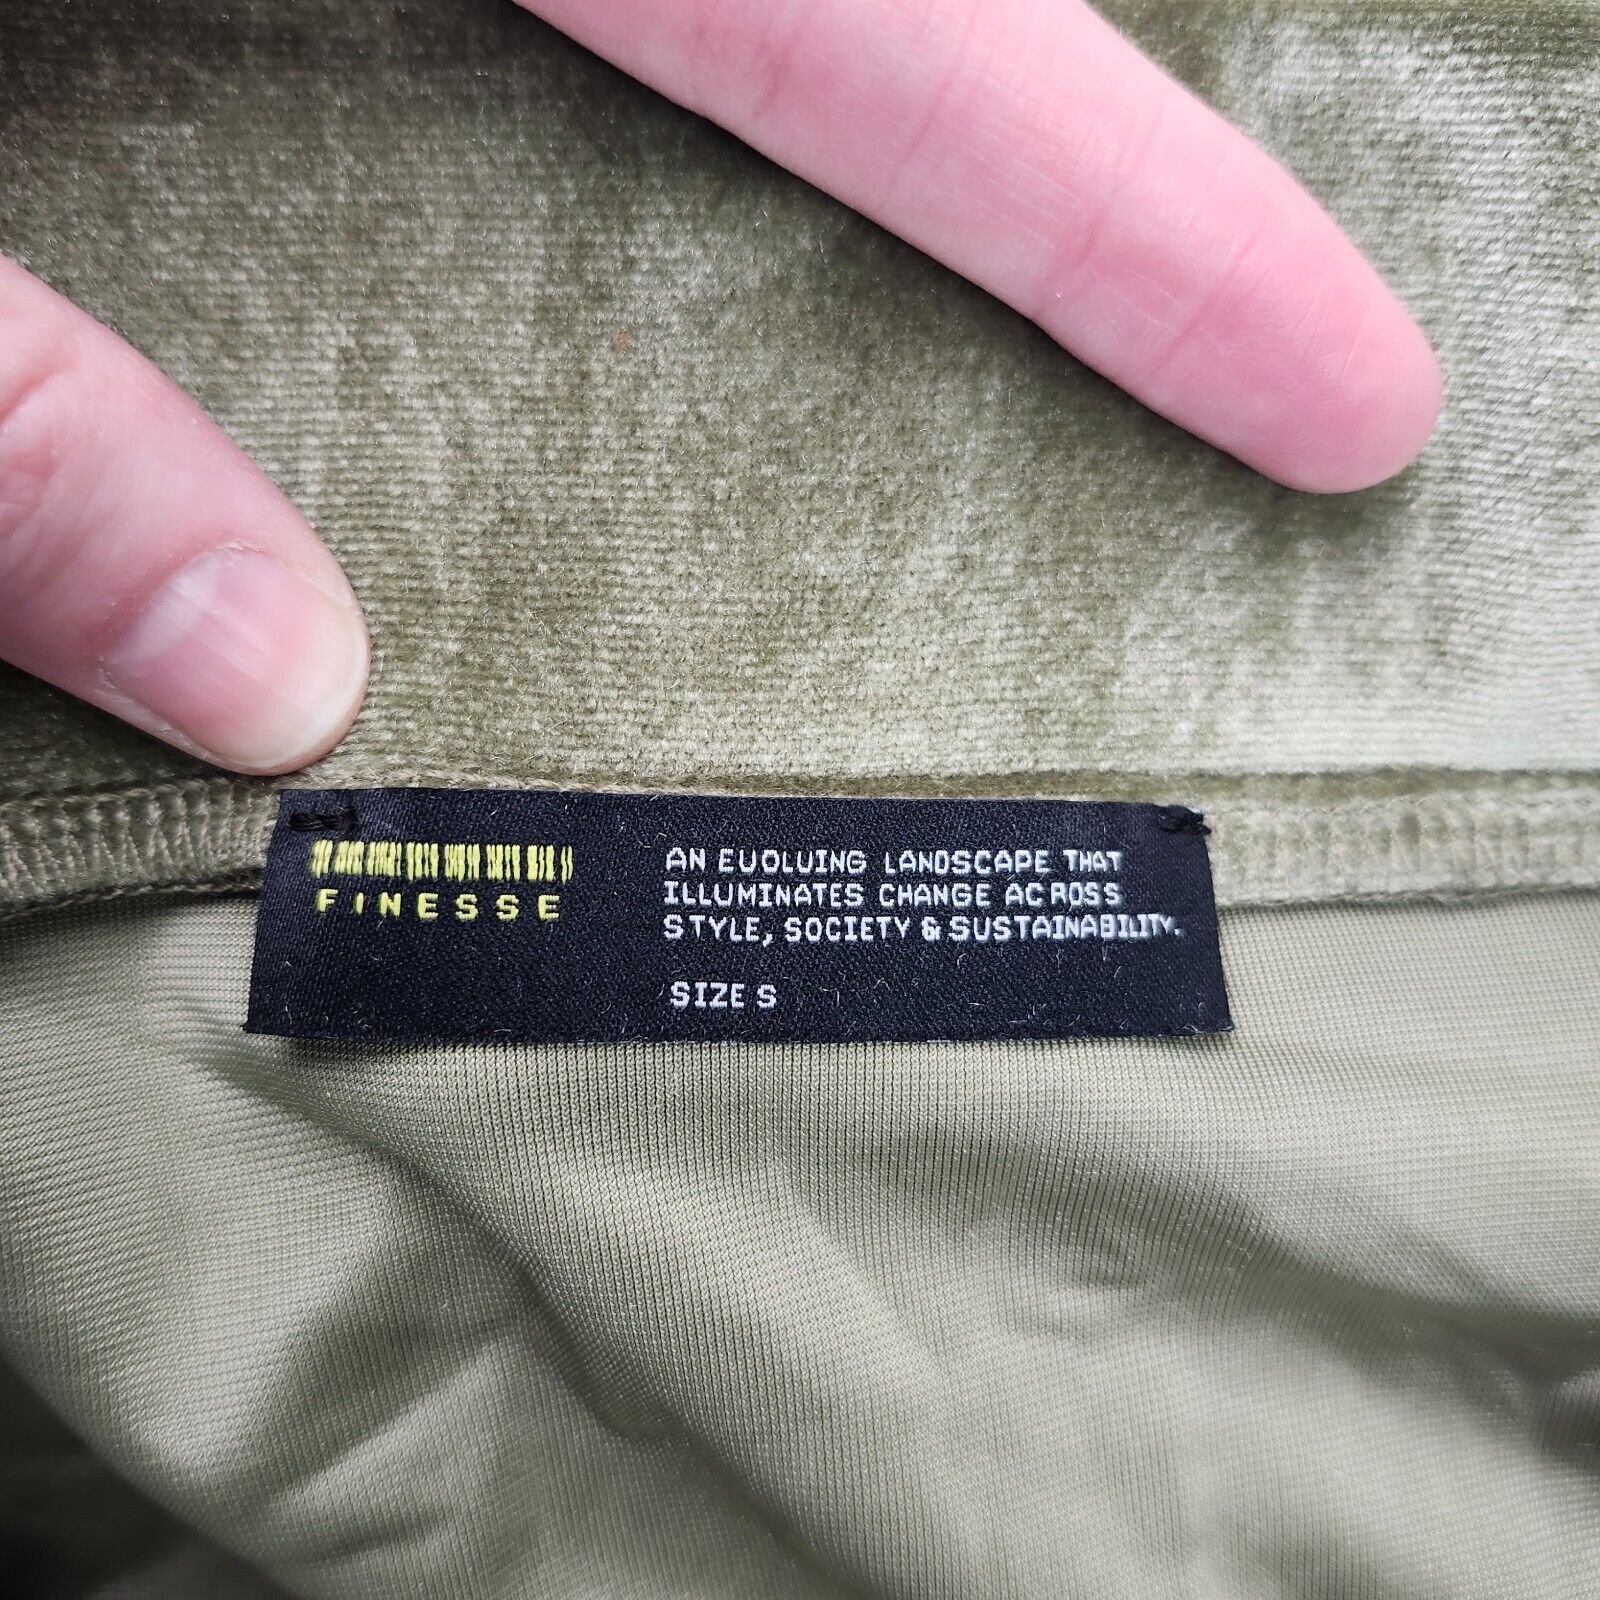 FINESSE
AN EVOLVING LANDSCAPE THAT
ILLUMINATES CHANGE ACROSS
STYLE, SOCIETY & SUSTAINABILITY.
SIZE S